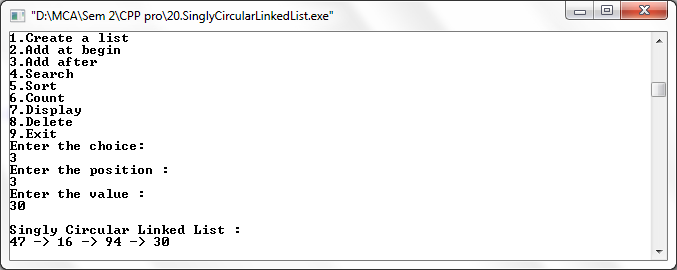 "D:\MCA\Sem 2\CPP pro\20.SinglyCircularLinkedList.exe"
1.Create a list
2.Add at begin
3.Add after
4.Search
5.Sort
6.Count
7.Display
8.Delete
9.Exit
Enter the choice:
3
Enter the position :
3
Enter the value :
30
Singly Circular Linked List :
47 -> 16 -> 94 -> 30